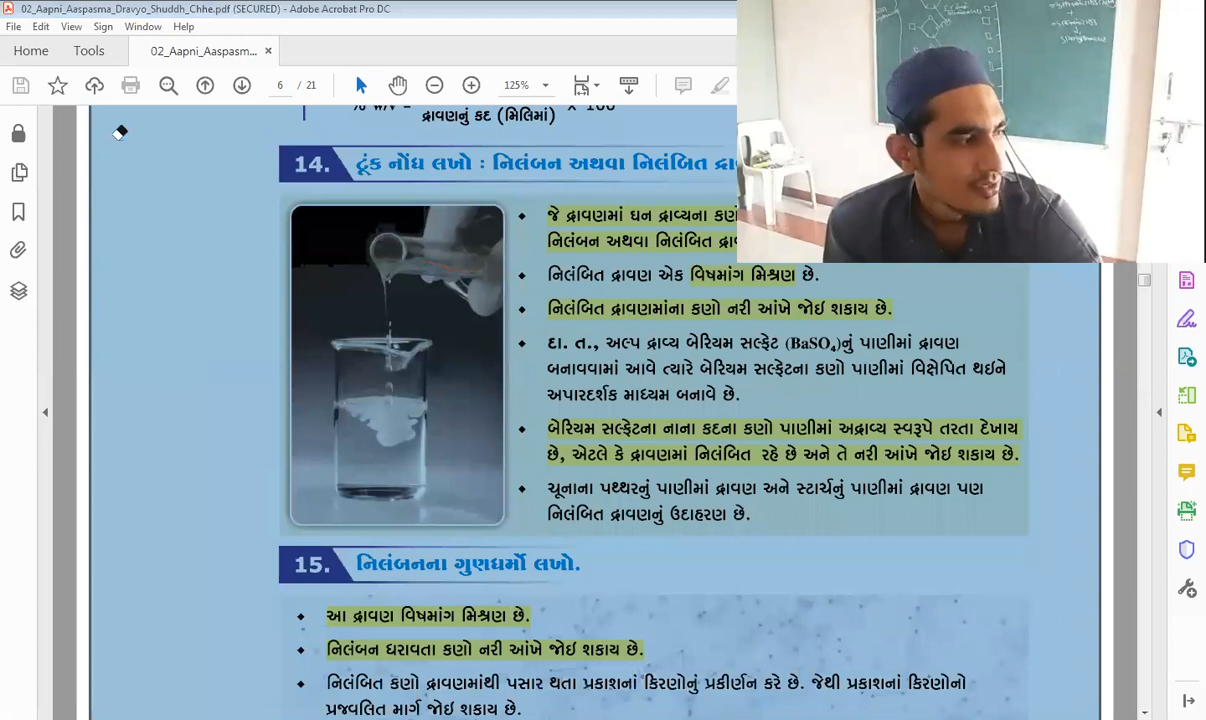 02_Aapni_Aaspasma_Dravyo_Shuddh_Chhe.pdf (SECURED) - Adobe Acrobat Pro DC
File Edit View Sign Window Help
Home Tools 02_Aapni_Aaspasm... ×
6 / 21 125%
% w/v = × 100
દ્રાવણનું કદ (મિલિમાં)
14. ટૂંક નોંધ લખો : નિલંબન અથવા નિલંબિત
જે દ્રાવણમાં ઘન દ્રાવ્યના કણો
નિલંબન અથવા નિલંબિત
નિલંબિત દ્રાવણ એક વિષમાંગ મિશ્રણ છે.
નિલંબિત દ્રાવણમાંના કણો નરી આંખે જોઈ શકાય છે.
દા. ત., અલ્પ દ્રાવ્ય બેરિયમ સલ્ફેટ (BaSO₄)નું પાણીમાં દ્રાવણ
બનાવવામાં આવે ત્યારે બેરિયમ સલ્ફેટના કણો પાણીમાં વિક્ષેપિત થઇને
અપારદર્શક માધ્યમ બનાવે છે.
બેરિયમ સલ્ફેટના નાના કદના કણો પાણીમાં અદ્રાવ્ય સ્વરૂપે તરતા દેખાય
છે, એટલે કે દ્રાવણમાં નિલંબિત રહે છે અને તે નરી આંખે જોઇ શકાય છે.
ચૂનાના પથ્થરનું પાણીમાં દ્રાવણ અને સ્ટાર્ચનું પાણીમાં દ્રાવણ પણ
નિલંબિત દ્રાવણનું ઉદાહરણ છે.
15. નિલંબનના ગુણધર્મો લખો.
આ દ્રાવણ વિષમાંગ મિશ્રણ છે.
નિલંબન ધરાવતા કણો નરી આંખે જોઇ શકાય છે.
નિલંબિત કણો દ્રાવણમાંથી પસાર થતા પ્રકાશનાં કિરણોનું પ્રકીર્ણન કરે છે. જેથી પ્રકાશનાં કિરણોનો
પ્રજ્વલિત માર્ગ જોઈ શકાય છે.